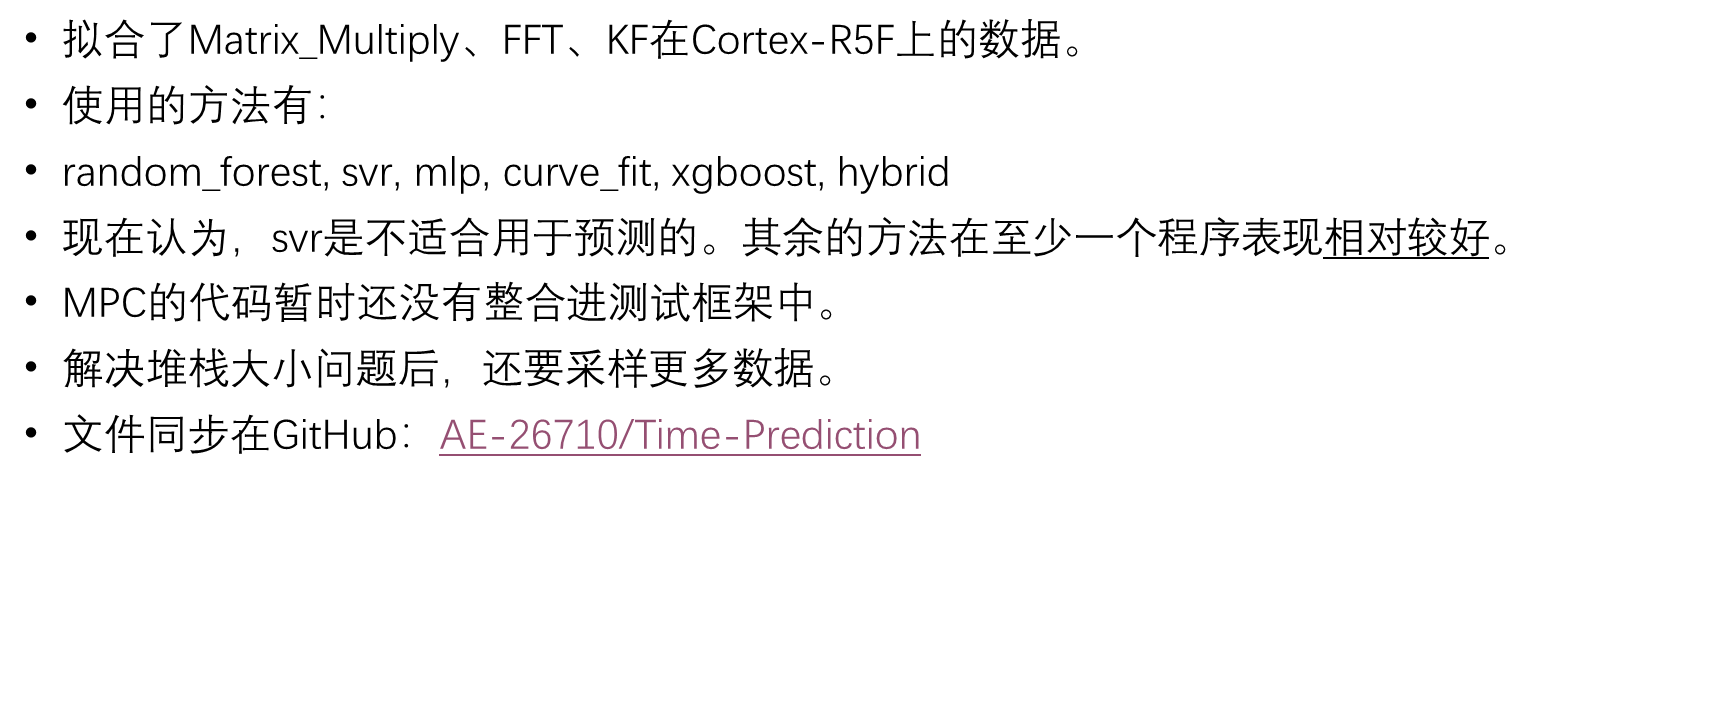 • 拟合了Matrix_Multiply、FFT、KF在Cortex-R5F上的数据。
• 使用的方法有：
• random_forest, svr, mlp, curve_fit, xgboost, hybrid
• 现在认为，svr是不适合用于预测的。其余的方法在至少一个程序表现相对较好。
• MPC的代码暂时还没有整合进测试框架中。
• 解决堆栈大小问题后，还要采样更多数据。
• 文件同步在GitHub：AE-26710/Time-Prediction